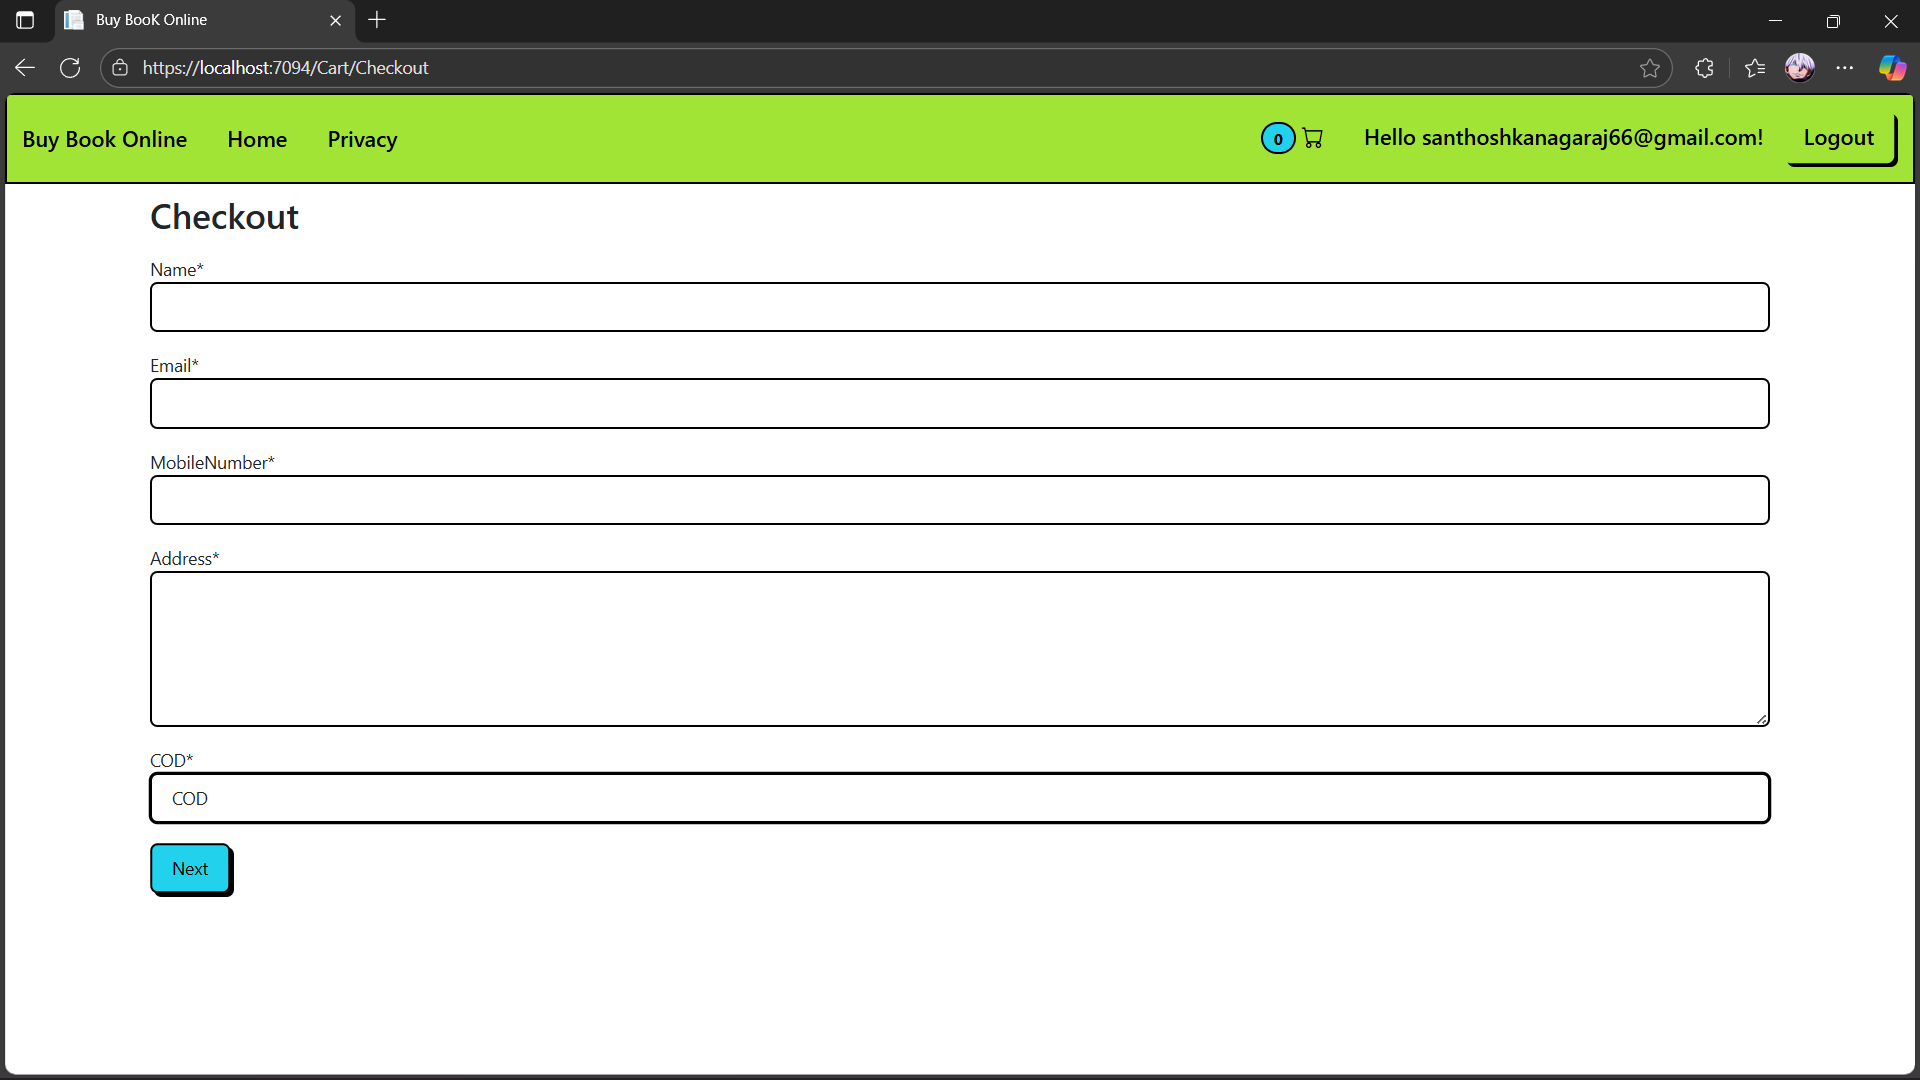 Buy BooK Online
https://localhost:7094/Cart/Checkout
Buy Book Online Home Privacy 0 Hello santhoshkanagaraj66@gmail.com! Logout
Checkout
Name*
Email*
MobileNumber*
Address*
COD*
COD
Next